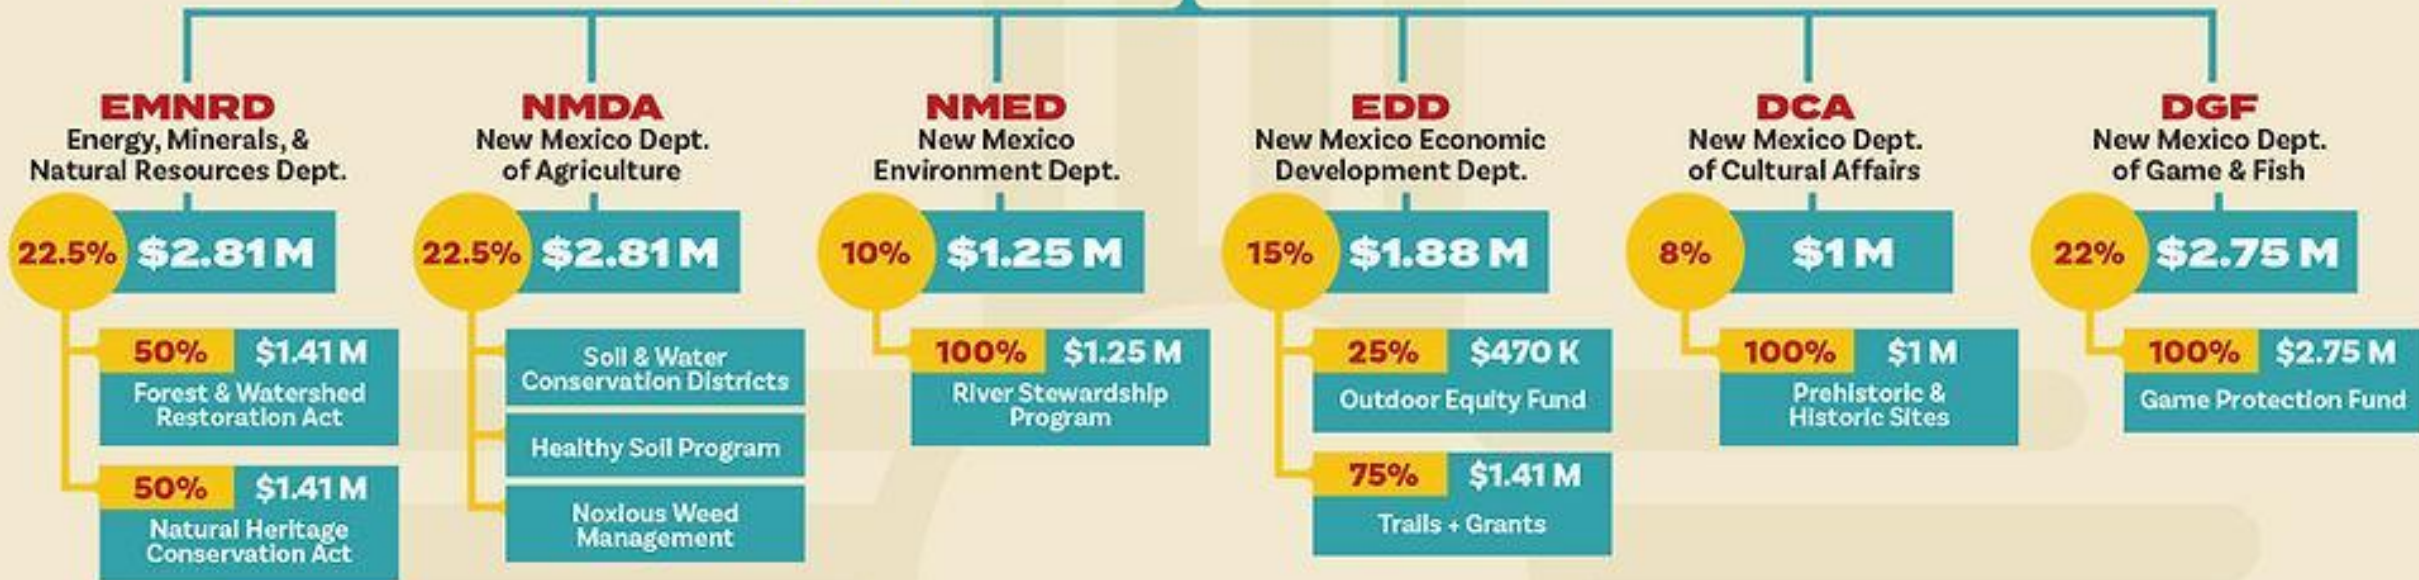 EMNRD
Energy, Minerals, &
Natural Resources Dept.
22.5% $2.81 M
50% $1.41 M
Forest & Watershed
Restoration Act
50% $1.41 M
Natural Heritage
Conservation Act
NMDA
New Mexico Dept.
of Agriculture
22.5% $2.81 M
Soil & Water
Conservation Districts
Healthy Soil Program
Noxious Weed
Management
NMED
New Mexico
Environment Dept.
10% $1.25 M
100% $1.25 M
River Stewardship
Program
EDD
New Mexico Economic
Development Dept.
15% $1.88 M
25% $470 K
Outdoor Equity Fund
75% $1.41 M
Trails + Grants
DCA
New Mexico Dept.
of Cultural Affairs
8% $1 M
100% $1 M
Prehistoric &
Historic Sites
DGF
New Mexico Dept.
of Game & Fish
22% $2.75 M
100% $2.75 M
Game Protection Fund